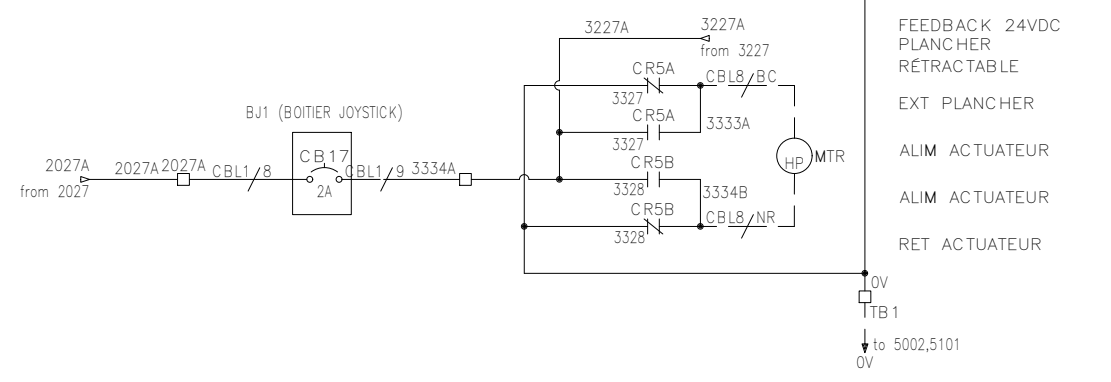 3227A
3227A
from 3227
FEEDBACK 24VDC
PLANCHER
RÉTRACTABLE
CR5A
CBL8/BC
3327
EXT PLANCHER
BJ1 (BOITIER JOYSTICK)
CR5A
3333A
3327
MTR
HP
ALIM ACTUATEUR
2027A
from 2027
2027A
2027A
CBL1/8
CB17
2A
CBL1/9
3334A
CR5B
3328
3334B
ALIM ACTUATEUR
CR5B
CBL8/NR
3328
RET ACTUATEUR
0V
TB1
to 5002,5101
0V